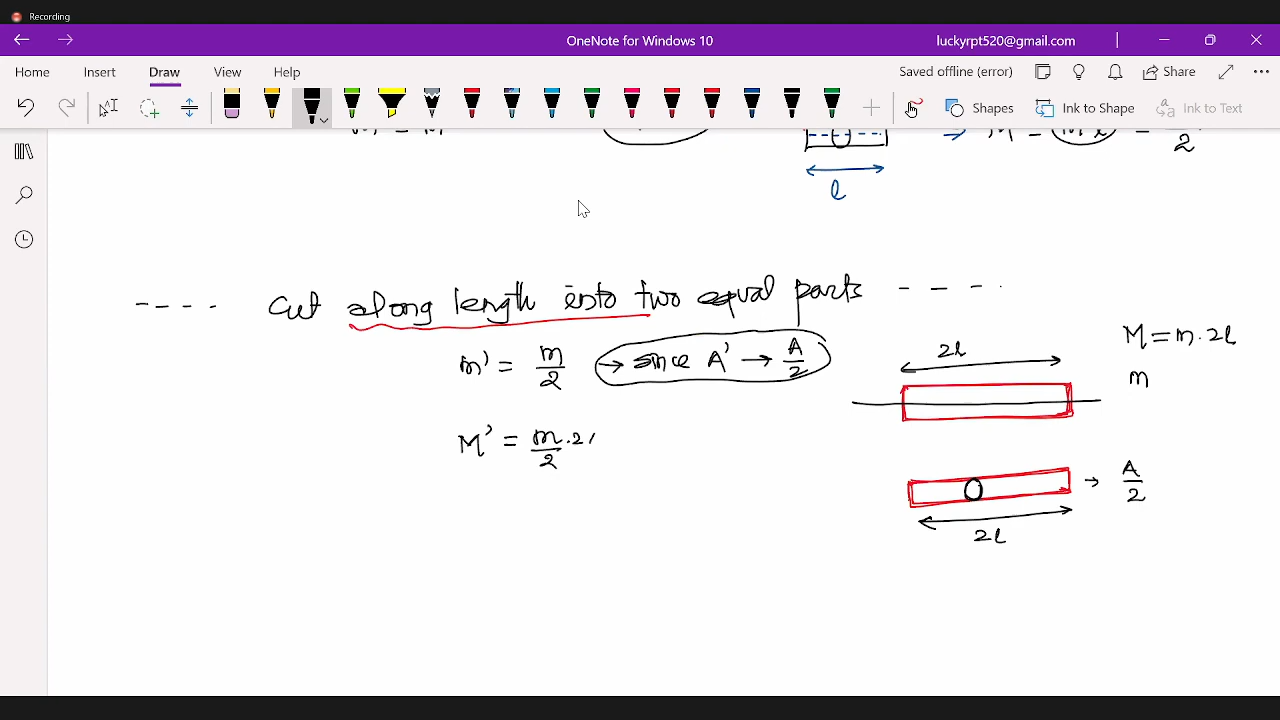 Recording
OneNote for Windows 10
luckyrpt520@gmail.com
Home Insert Draw View Help
Saved offline (error)
Share
Shapes
Ink to Shape
Ink to Text
2
l
---- cut along length into two equal parts ----
m' = m/2 → since A' → A/2
2l
M = m.2l
m
M' = m/2 .2
→ A/2
2l